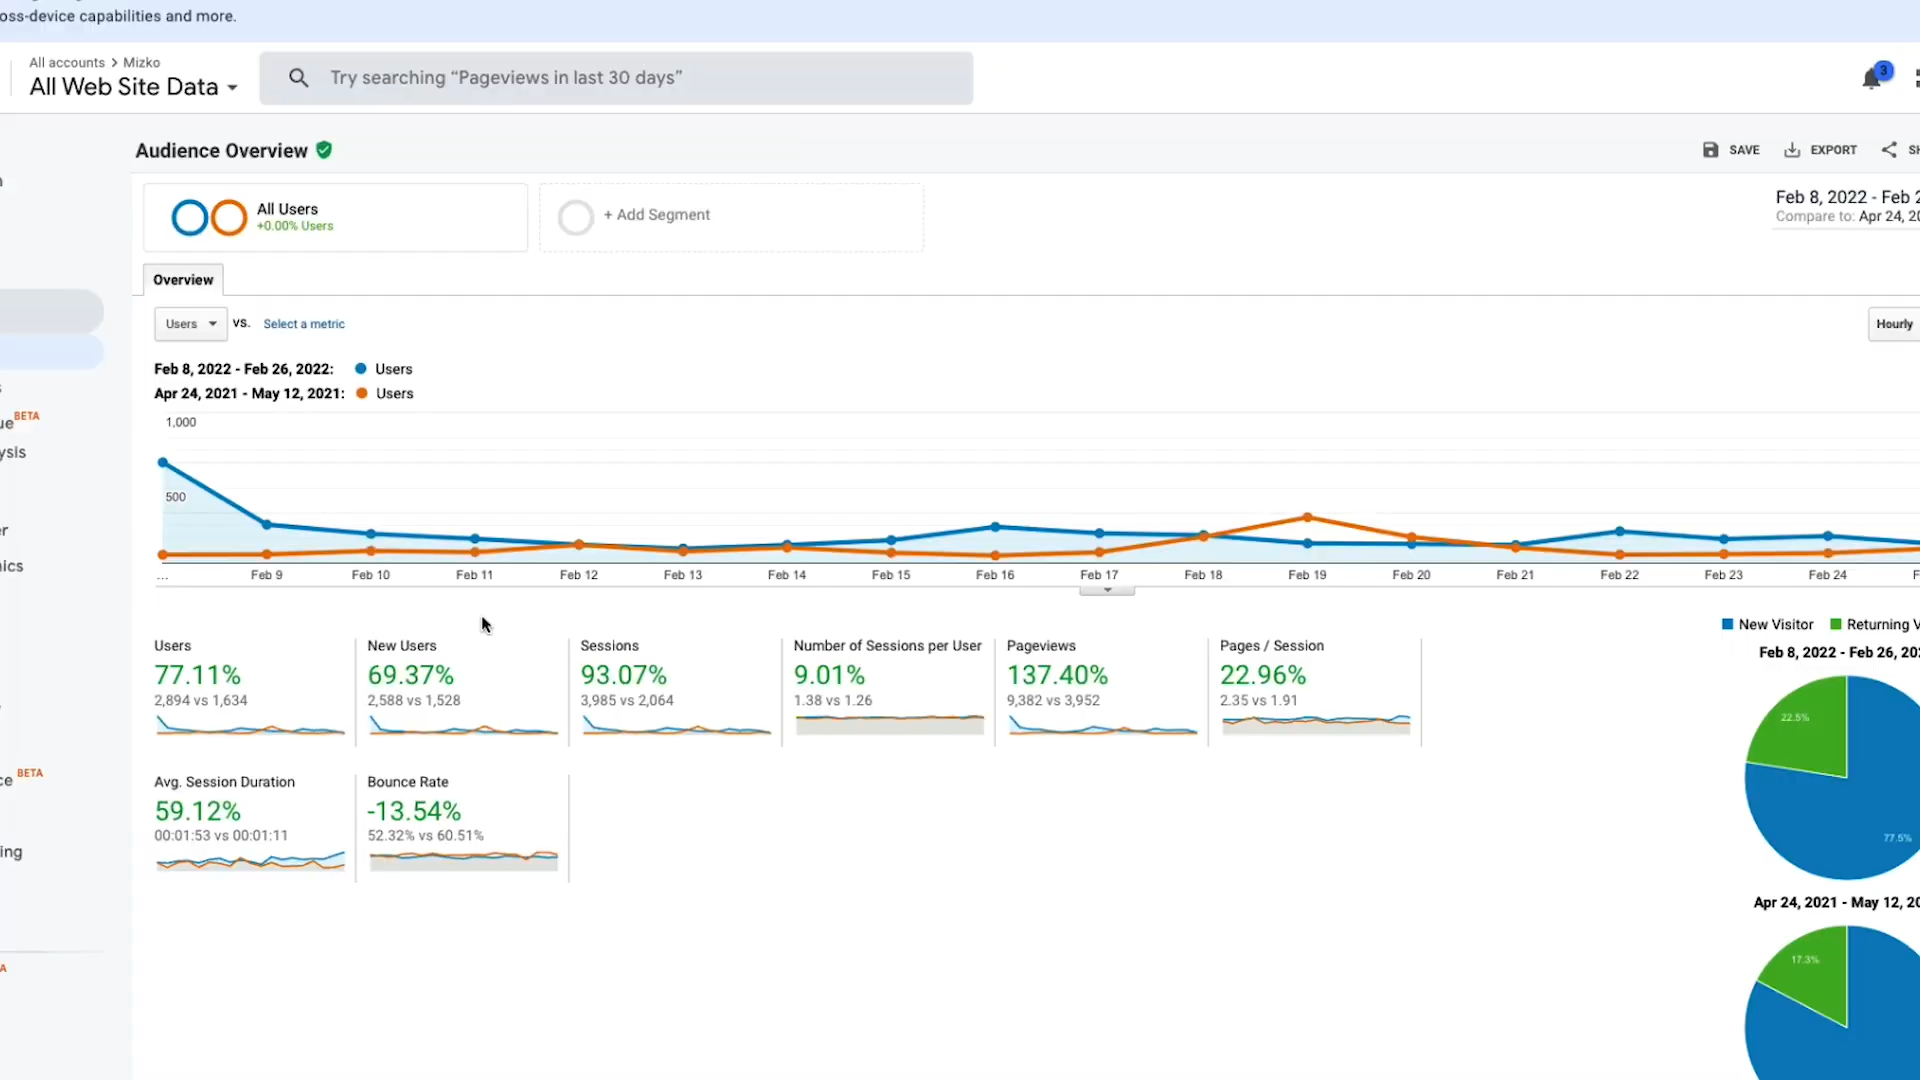 oss-device capabilities and more.
All accounts > Mizko
All Web Site Data
Try searching “Pageviews in last 30 days”
3
Audience Overview
SAVE
EXPORT
All Users
+0.00% Users
+ Add Segment
Feb 8, 2022 - Feb 2
Compare to: Apr 24, 20
Overview
Users
VS.
Select a metric
Hourly
Feb 8, 2022 - Feb 26, 2022:
Users
Apr 24, 2021 - May 12, 2021:
Users
1,000
500
...
Feb 9
Feb 10
Feb 11
Feb 12
Feb 13
Feb 14
Feb 15
Feb 16
Feb 17
Feb 18
Feb 19
Feb 20
Feb 21
Feb 22
Feb 23
Feb 24
F
BETA
ysis
er
BETA
ing
Users
77.11%
2,894 vs 1,634
New Users
69.37%
2,588 vs 1,528
Sessions
93.07%
3,985 vs 2,064
Number of Sessions per User
9.01%
1.38 vs 1.26
Pageviews
137.40%
9,382 vs 3,952
Pages / Session
22.96%
2.35 vs 1.91
Avg. Session Duration
59.12%
00:01:53 vs 00:01:11
Bounce Rate
-13.54%
52.32% vs 60.51%
New Visitor
Returning V
Feb 8, 2022 - Feb 26, 202
22.5%
77.5%
Apr 24, 2021 - May 12, 20
17.3%